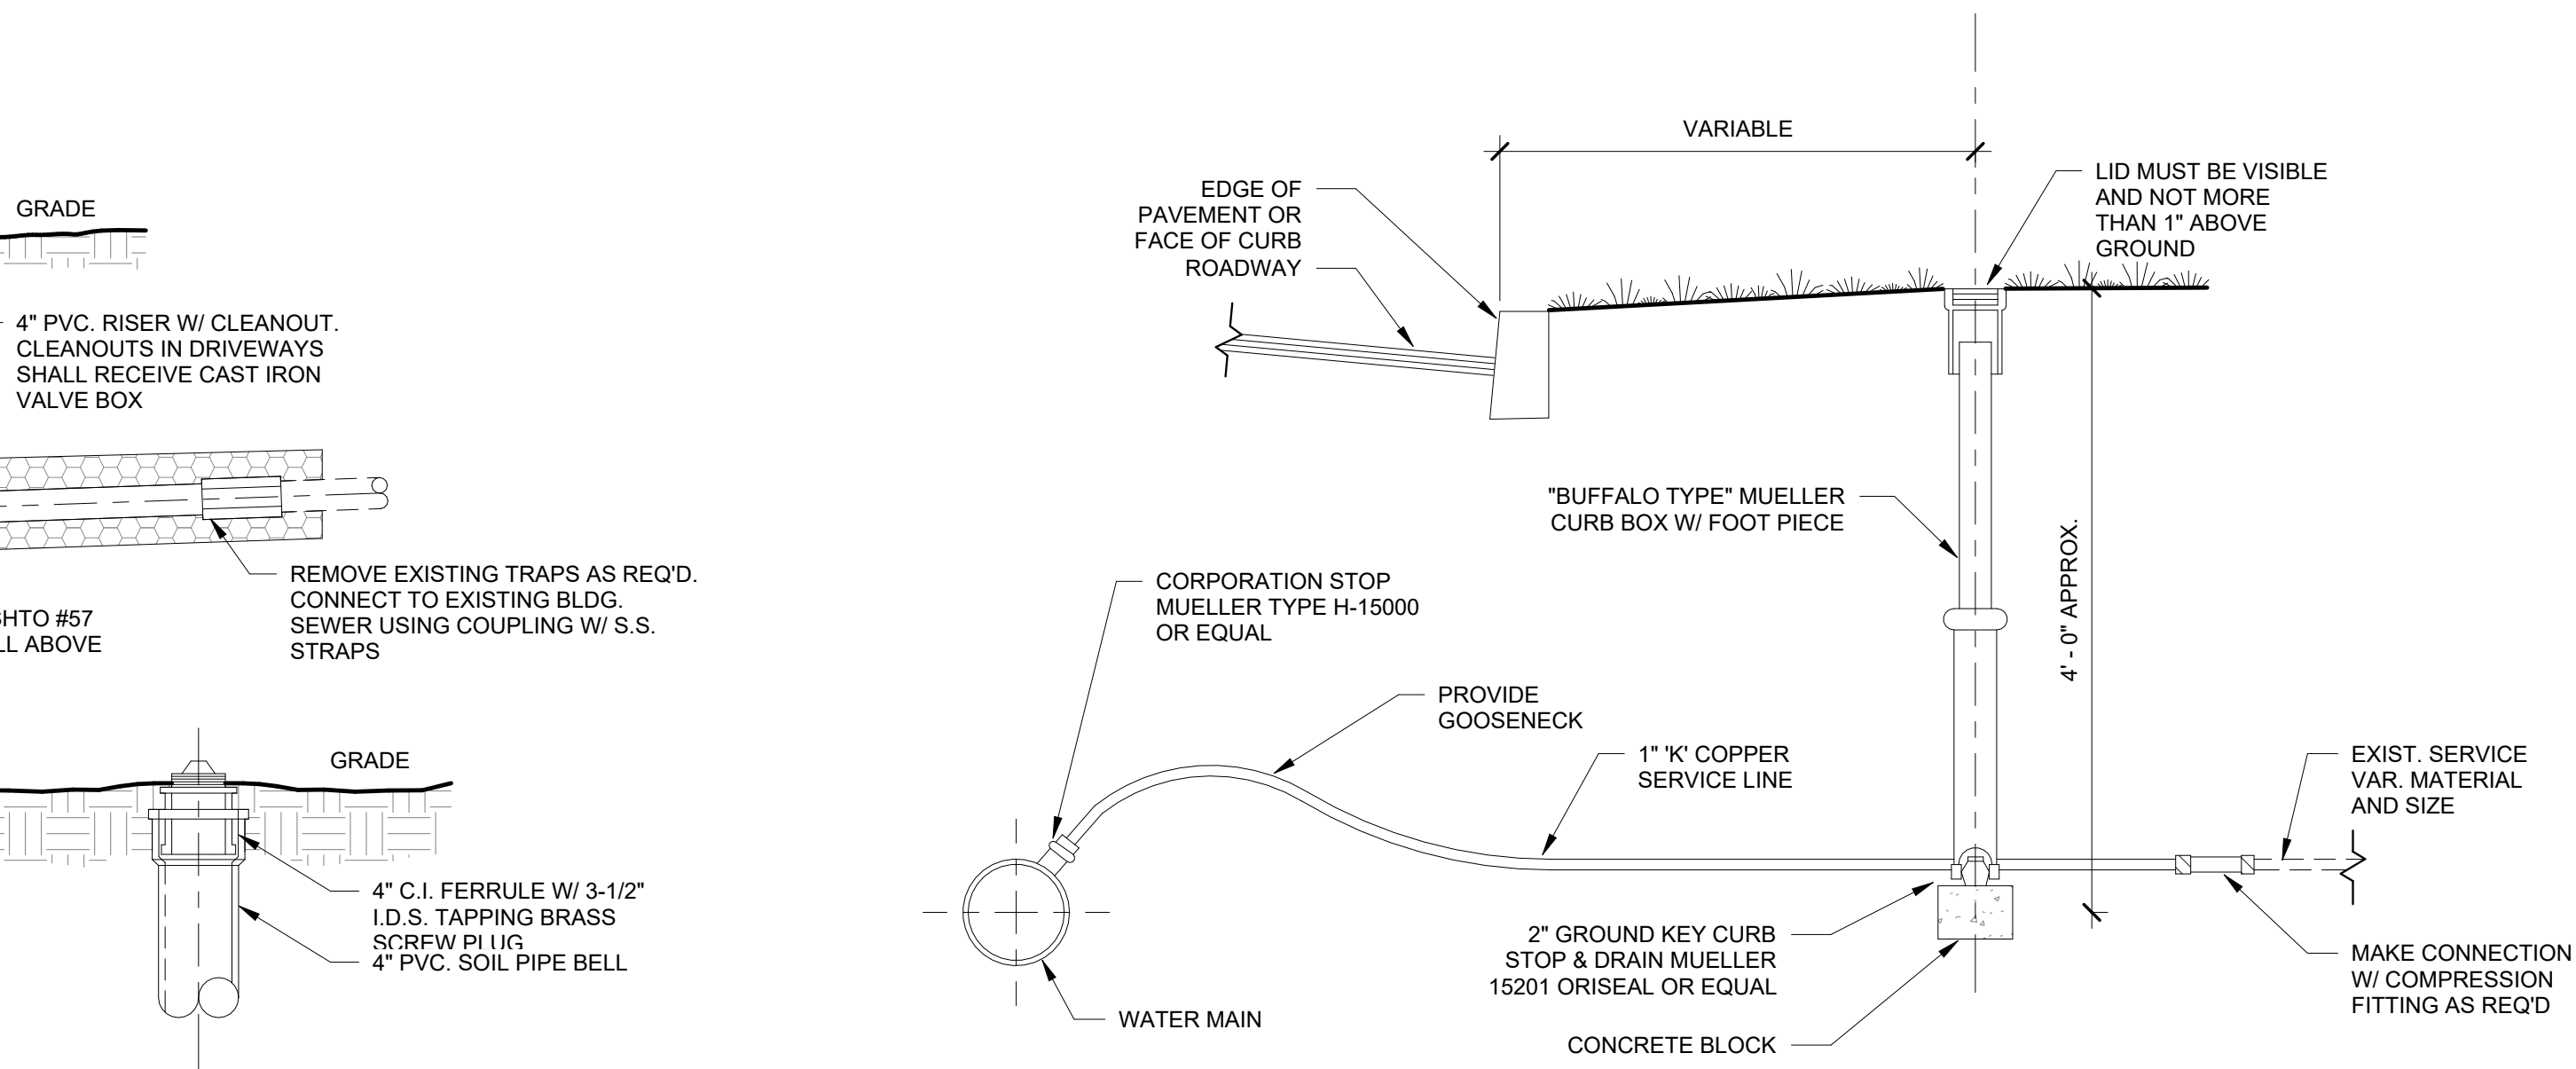 GRADE
4" PVC. RISER W/ CLEANOUT.
CLEANOUTS IN DRIVEWAYS
SHALL RECEIVE CAST IRON
VALVE BOX
REMOVE EXISTING TRAPS AS REQ'D.
CONNECT TO EXISTING BLDG.
SEWER USING COUPLING W/ S.S.
STRAPS
#57
ABOVE
GRADE
4" C.I. FERRULE W/ 3-1/2"
I.D.S. TAPPING BRASS
SCREW PLUG
4" PVC. SOIL PIPE BELL
VARIABLE
EDGE OF
PAVEMENT OR
FACE OF CURB
ROADWAY
LID MUST BE VISIBLE
AND NOT MORE
THAN 1" ABOVE
GROUND
"BUFFALO TYPE" MUELLER
CURB BOX W/ FOOT PIECE
4' - 0" APPROX.
CORPORATION STOP
MUELLER TYPE H-15000
OR EQUAL
PROVIDE
GOOSENECK
1" 'K' COPPER
SERVICE LINE
EXIST. SERVICE
VAR. MATERIAL
AND SIZE
2" GROUND KEY CURB
STOP & DRAIN MUELLER
15201 ORISEAL OR EQUAL
MAKE CONNECTION
W/ COMPRESSION
FITTING AS REQ'D
WATER MAIN
CONCRETE BLOCK